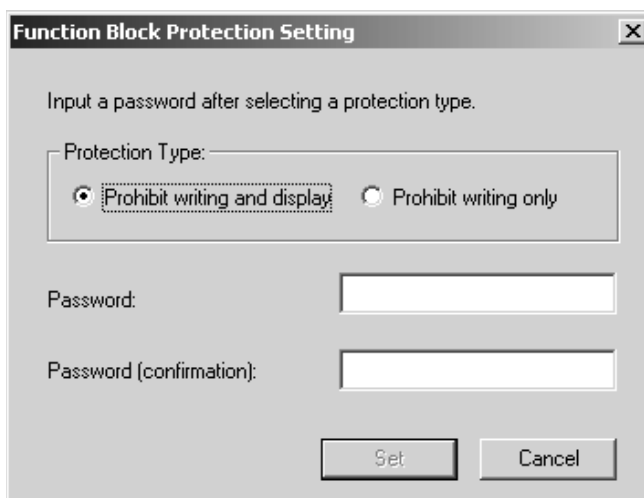 Function Block Protection Setting
Input a password after selecting a protection type.
Protection Type:
Prohibit writing and display Prohibit writing only
Password:
Password (confirmation):
Set Cancel